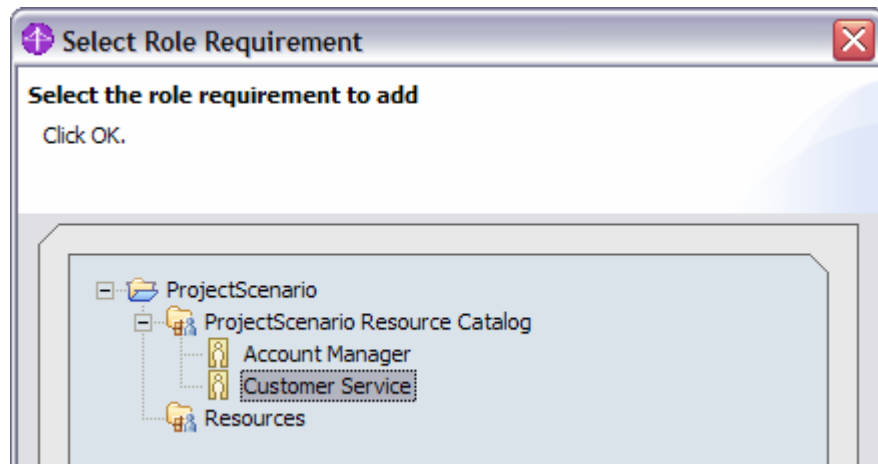 Select Role Requirement
Select the role requirement to add
Click OK.
ProjectScenario
ProjectScenario Resource Catalog
Account Manager
Customer Service
Resources